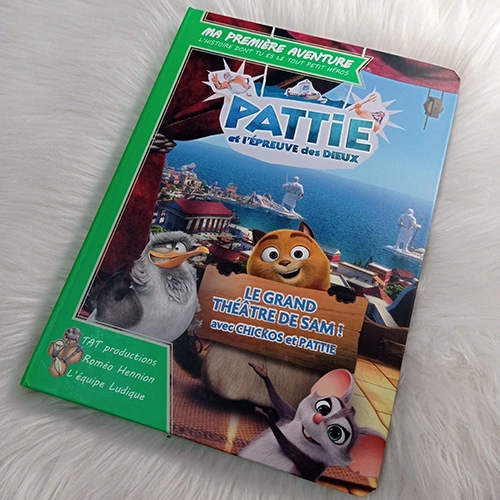 MA PREMIÈRE AVENTURE
L'HISTOIRE DONT TU ES LE TOUT PETIT HÉROS
PATTIE
et l'ÉPREUVE des DIEUX
LE GRAND
THÉÂTRE DE SAM !
avec CHICKOS et PATTIE
TAT productions
Roméo Hennion
L'équipe Ludique